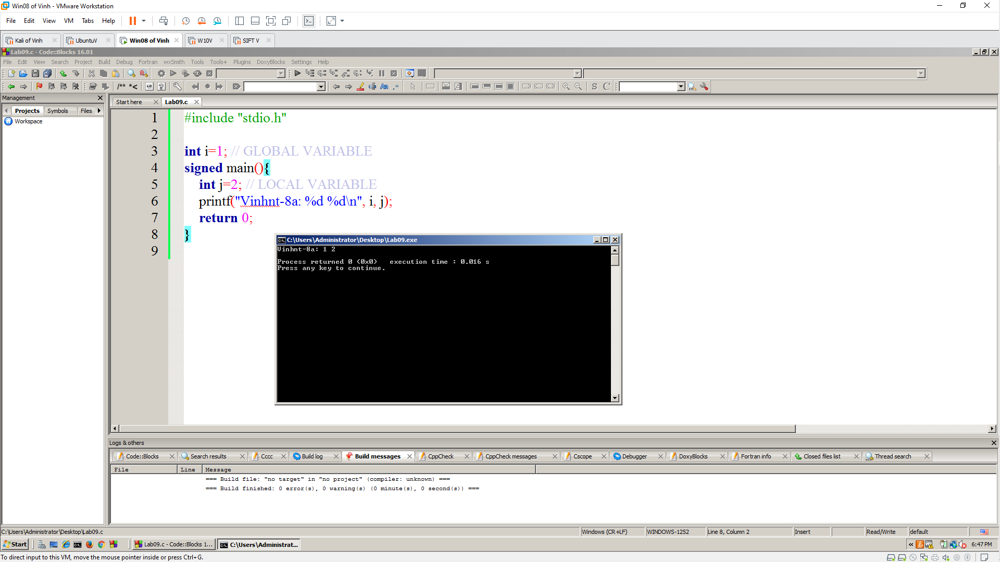 Win08 of Vinh - VMware Workstation
File Edit View VM Tabs Help
Kali of Vinh UbuntuV Win08 of Vinh W10V SIFT V
Lab09.c - Code::Blocks 16.01
File Edit View Search Project Build Debug Fortran wxSmith Tools Tools+ Plugins DoxyBlocks Settings Help
/** *<
Management
Projects Symbols Files
Workspace
Start here Lab09.c
1 #include "stdio.h"
2
3 int i=1; // GLOBAL VARIABLE
4 signed main(){
5 int j=2; // LOCAL VARIABLE
6 printf("Vinhnt-8a: %d %d\n", i, j);
7 return 0;
8 }
9
C:\Users\Administrator\Desktop\Lab09.exe
Vinhnt-8a: 1 2
Process returned 0 (0x0) execution time : 0.016 s
Press any key to continue.
Logs & others
Code::Blocks Search results Cccc Build log Build messages CppCheck CppCheck messages Cscope Debugger DoxyBlocks Fortran info Closed files list Thread search
File Line Message
=== Build file: "no target" in "no project" (compiler: unknown) ===
=== Build finished: 0 error(s), 0 warning(s) (0 minute(s), 0 second(s)) ===
C:\Users\Administrator\Desktop\Lab09.c Windows (CR+LF) WINDOWS-1252 Line 8, Column 2 Insert Read/Write default
Start Lab09.c - Code::Blocks 1... C:\Users\Administrat... 6:47 PM
To direct input to this VM, move the mouse pointer inside or press Ctrl+G.